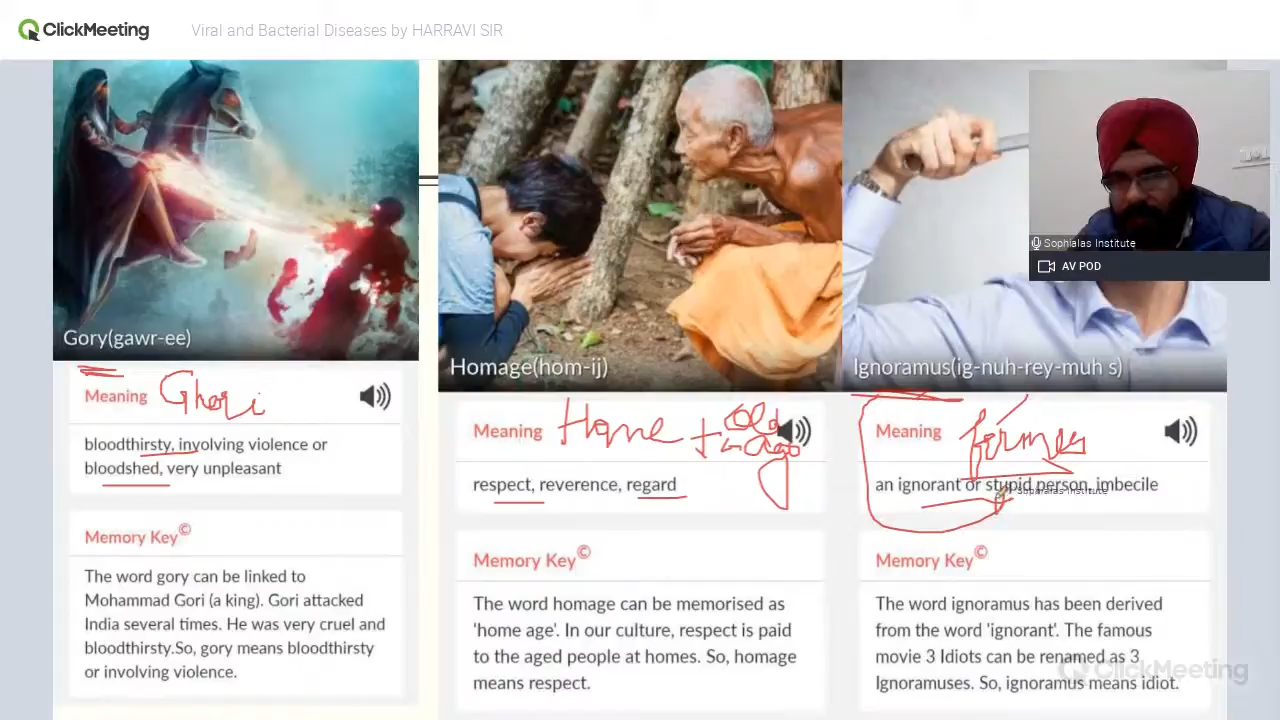 ClickMeeting
Viral and Bacterial Diseases by HARRAVI SIR
Gory(gawr-ee)
Meaning
Ghori
bloodthirsty, involving violence or
bloodshed, very unpleasant
Memory Key©
The word gory can be linked to
Mohammad Gori (a king). Gori attacked
India several times. He was very cruel and
bloodthirsty.So, gory means bloodthirsty
or involving violence.
Homage(hom-ij)
Meaning
Home + old
respect, reverence, regard
Memory Key©
The word homage can be memorised as
'home age'. In our culture, respect is paid
to the aged people at homes. So, homage
means respect.
Ignoramus(ig-nuh-rey-muh s)
Meaning
an ignorant or stupid person, imbecile
Sophialas Institute
Memory Key©
The word ignoramus has been derived
from the word 'ignorant'. The famous
movie 3 Idiots can be renamed as 3
Ignoramuses. So, ignoramus means idiot.
Sophialas Institute
AV POD
ClickMeeting